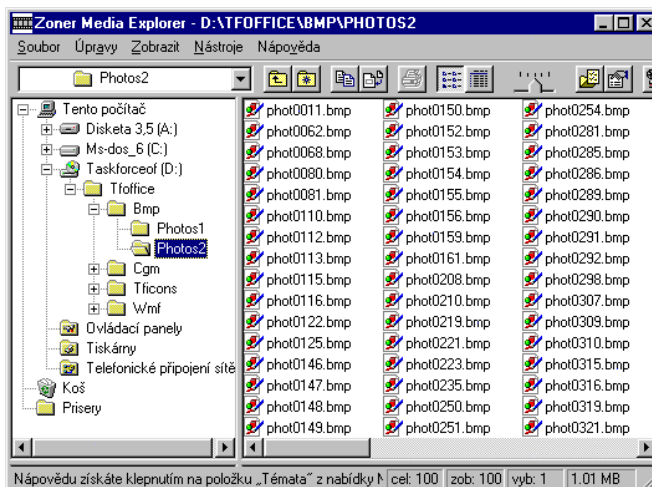 Zoner Media Explorer - D:\TFOFFICE\BMP\PHOTOS2
Soubor Úpravy Zobrazit Nástroje Nápověda
Photos2
Tento počítač
Disketa 3,5 (A:)
Ms-dos_6 (C:)
Taskforceof (D:)
Tfoffice
Bmp
Photos1
Photos2
Cgm
Tficons
Wmf
Ovládací panely
Tiskárny
Telefonické připojení sítě
Koš
Prisery
phot0011.bmp
phot0062.bmp
phot0068.bmp
phot0080.bmp
phot0081.bmp
phot0110.bmp
phot0112.bmp
phot0113.bmp
phot0115.bmp
phot0116.bmp
phot0122.bmp
phot0125.bmp
phot0146.bmp
phot0147.bmp
phot0148.bmp
phot0149.bmp
phot0150.bmp
phot0152.bmp
phot0153.bmp
phot0154.bmp
phot0155.bmp
phot0156.bmp
phot0159.bmp
phot0161.bmp
phot0208.bmp
phot0210.bmp
phot0219.bmp
phot0221.bmp
phot0223.bmp
phot0235.bmp
phot0250.bmp
phot0251.bmp
phot0254.bmp
phot0281.bmp
phot0285.bmp
phot0286.bmp
phot0289.bmp
phot0290.bmp
phot0291.bmp
phot0292.bmp
phot0298.bmp
phot0307.bmp
phot0309.bmp
phot0310.bmp
phot0315.bmp
phot0316.bmp
phot0319.bmp
phot0321.bmp
Nápovědu získáte klepnutím na položku „Témata" z nabídky N cel: 100 zob: 100 vyb: 1 1.01 MB